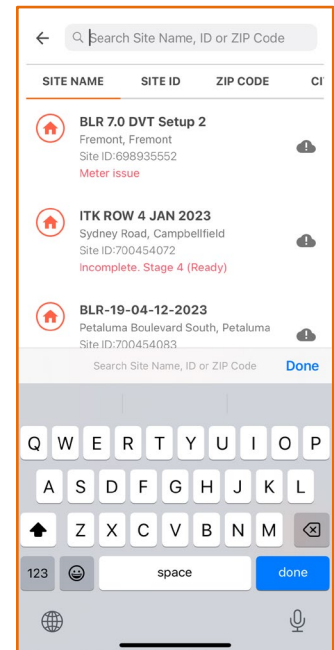 Search Site Name, ID or ZIP Code
SITE NAME SITE ID ZIP CODE CI
BLR 7.0 DVT Setup 2
Fremont, Fremont
Site ID:698935552
Meter issue
ITK ROW 4 JAN 2023
Sydney Road, Campbellfield
Site ID:700454072
Incomplete. Stage 4 (Ready)
BLR-19-04-12-2023
Petaluma Boulevard South, Petaluma
Site ID:700454083
Search Site Name, ID or ZIP Code Done
Q W E R T Y U I O P
A S D F G H J K L
Z X C V B N M
123 space done